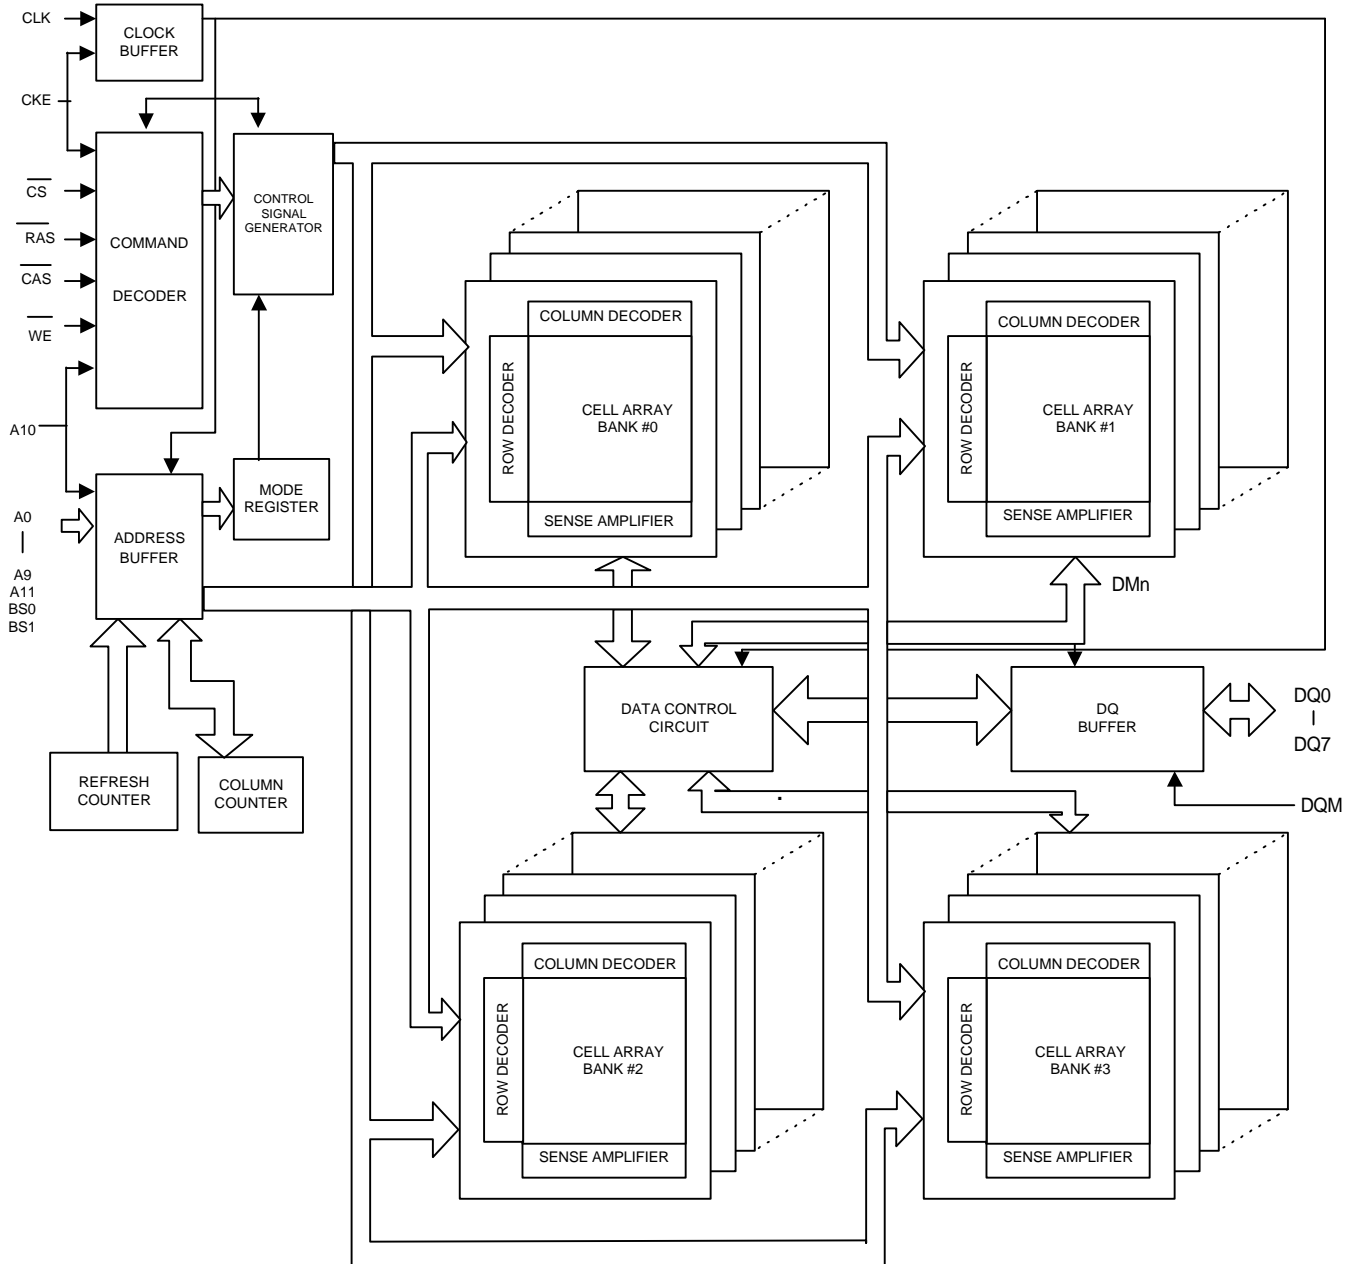 CLK
CLOCK
BUFFER
CKE
CS
RAS
CAS
WE
COMMAND
DECODER
CONTROL
SIGNAL
GENERATOR
A10
MODE
REGISTER
A0
A9
A11
BS0
BS1
ADDRESS
BUFFER
REFRESH
COUNTER
COLUMN
COUNTER
COLUMN DECODER
ROW DECODER
CELL ARRAY
BANK #0
SENSE AMPLIFIER
COLUMN DECODER
ROW DECODER
CELL ARRAY
BANK #1
SENSE AMPLIFIER
DMn
DATA CONTROL
CIRCUIT
DQ
BUFFER
DQ0
DQ7
DQM
COLUMN DECODER
ROW DECODER
CELL ARRAY
BANK #2
SENSE AMPLIFIER
COLUMN DECODER
ROW DECODER
CELL ARRAY
BANK #3
SENSE AMPLIFIER